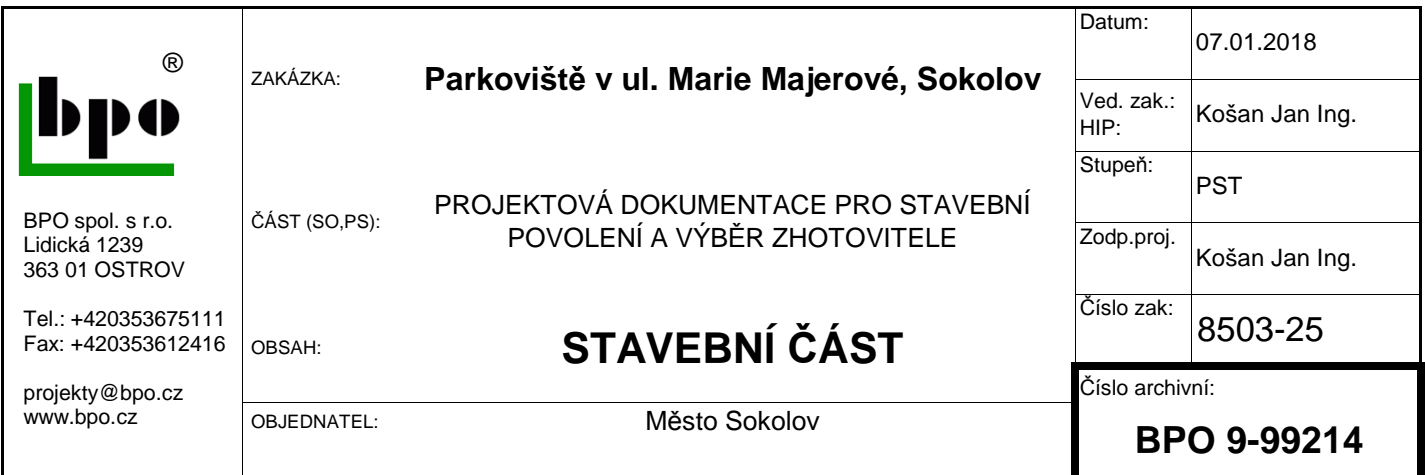 ®
bpo
BPO spol. s r.o.
Lidická 1239
363 01 OSTROV
Tel.: +420353675111
Fax: +420353612416
projekty@bpo.cz
www.bpo.cz
ZAKÁZKA: Parkoviště v ul. Marie Majerové, Sokolov
ČÁST (SO,PS): PROJEKTOVÁ DOKUMENTACE PRO STAVEBNÍ
POVOLENÍ A VÝBĚR ZHOTOVITELE
OBSAH: STAVEBNÍ ČÁST
OBJEDNATEL: Město Sokolov
Datum: 07.01.2018
Ved. zak.:
HIP: Košan Jan Ing.
Stupeň: PST
Zodp.proj. Košan Jan Ing.
Číslo zak: 8503-25
Číslo archivní:
BPO 9-99214